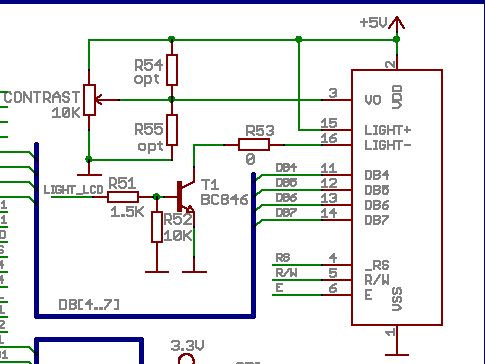 +5V
R54
opt
2
CONTRAST
10K
3
VO
VDD
R55
opt
R53
0
15
LIGHT+
16
LIGHT-
LIGHT_LCD
R51
1.5K
T1
BC846
R52
10K
DB4
11
DB4
DB5
12
DB5
DB6
13
DB6
DB7
14
DB7
RS
4
_RS
R/W
5
R/W
E
6
E
VSS
1
DB[4..7]
3.3V